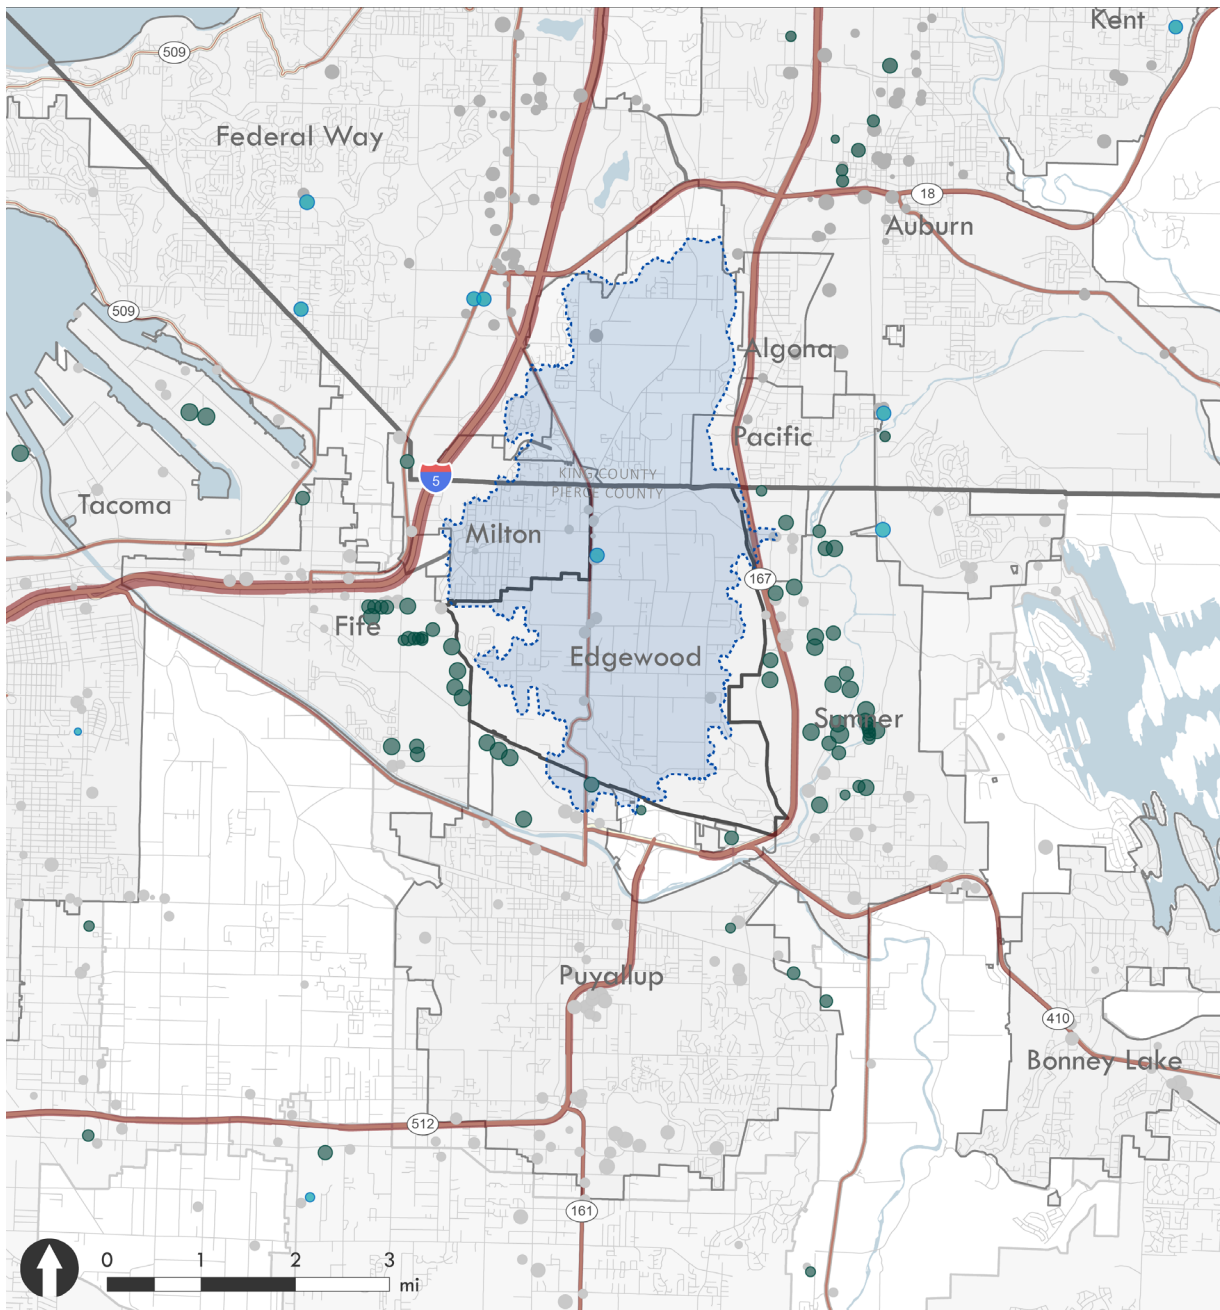 Kent
509
Federal Way
18
Auburn
509
Algona
Pacific
KING COUNTY
5
PIERCE COUNTY
Tacoma
Milton
167
Fife
Edgewood
Sumner
Puyallup
410
Bonney Lake
512
161
0 1 2 3
mi